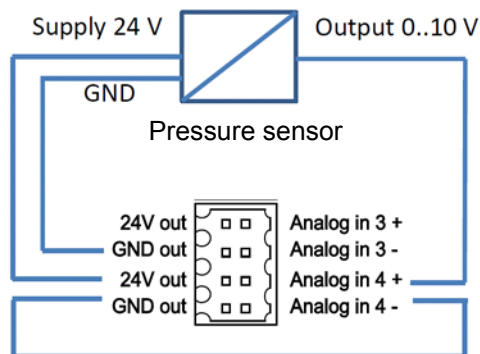 Supply 24 V
Output 0..10 V
GND
Pressure sensor
24V out
Analog in 3 +
GND out
Analog in 3 -
24V out
Analog in 4 +
GND out
Analog in 4 -